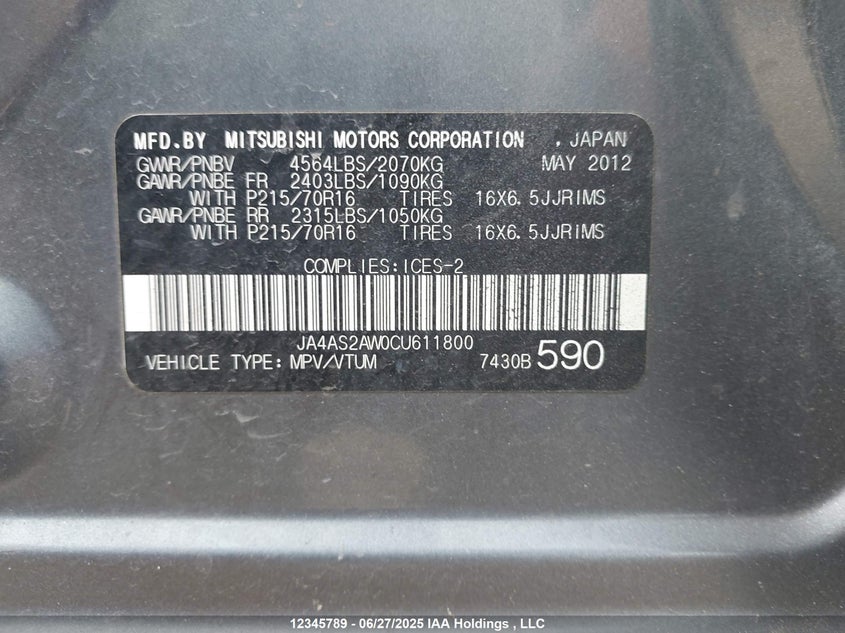 MFD.BY MITSUBISHI MOTORS CORPORATION , JAPAN
GVWR/PNBV 4564LBS/2070KG MAY 2012
GAWR/PNBE FR 2403LBS/1090KG
WITH P215/70R16 TIRES 16X6.5JJRIMS
GAWR/PNBE RR 2315LBS/1050KG
WITH P215/70R16 TIRES 16X6.5JJRIMS
COMPLIES:ICES-2
JA4AS2AW0CU611800
VEHICLE TYPE: MPV/VTUM 7430B 590
12345789 - 06/27/2025 IAA Holdings , LLC